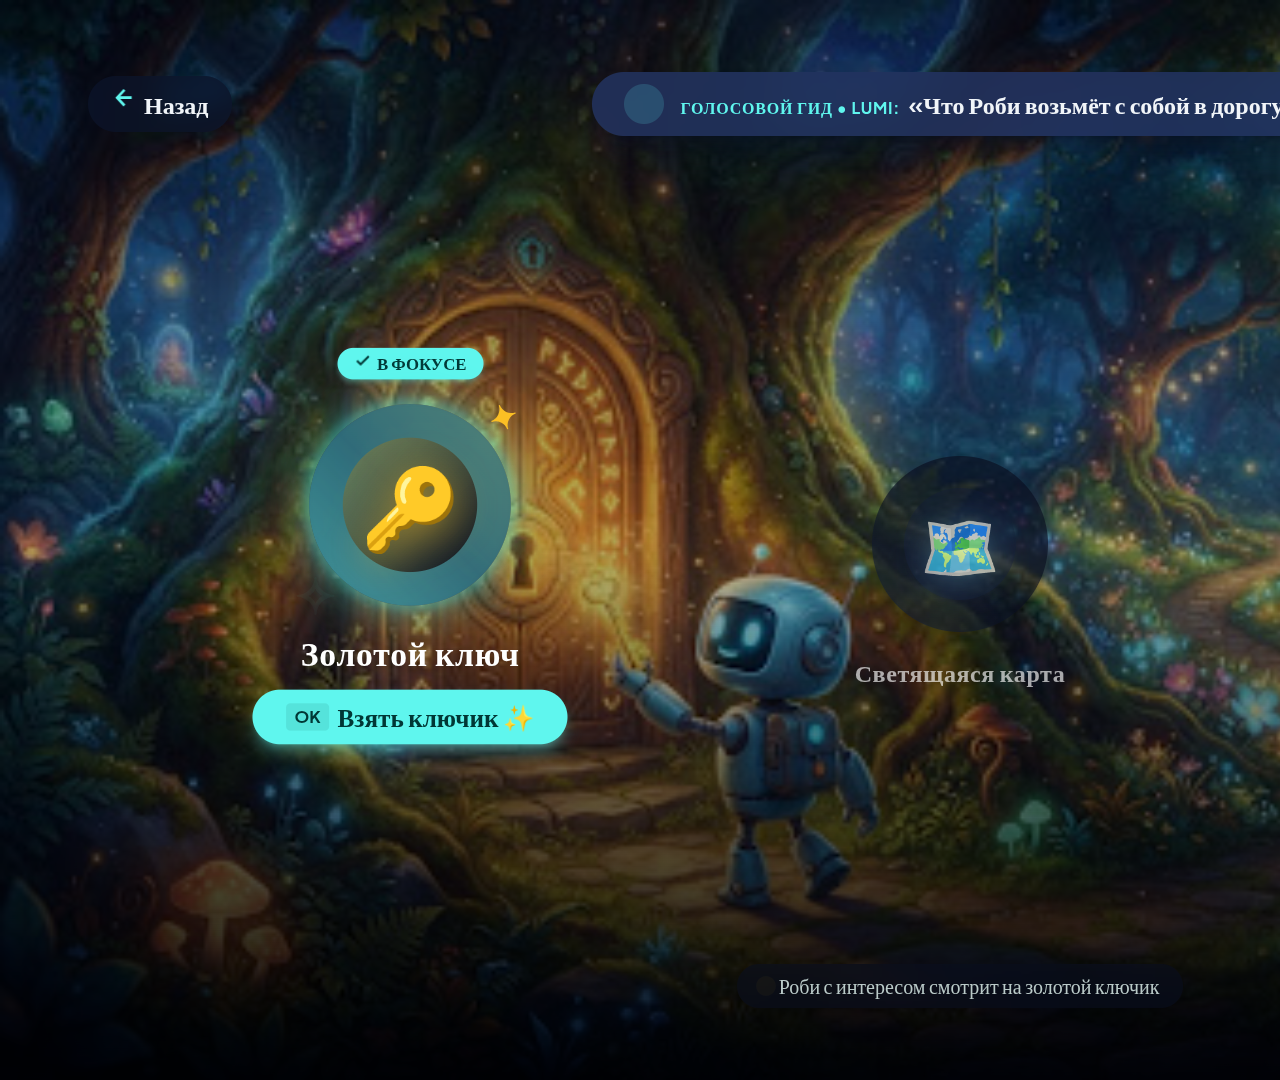 Назад
ГОЛОСОВОЙ ГИД ● LUMI: «Что Роби возьмёт с собой в дорогу
В ФОКУСЕ
Золотой ключ
Светящаяся карта
OK Взять ключик ✨
Роби с интересом смотрит на золотой ключик